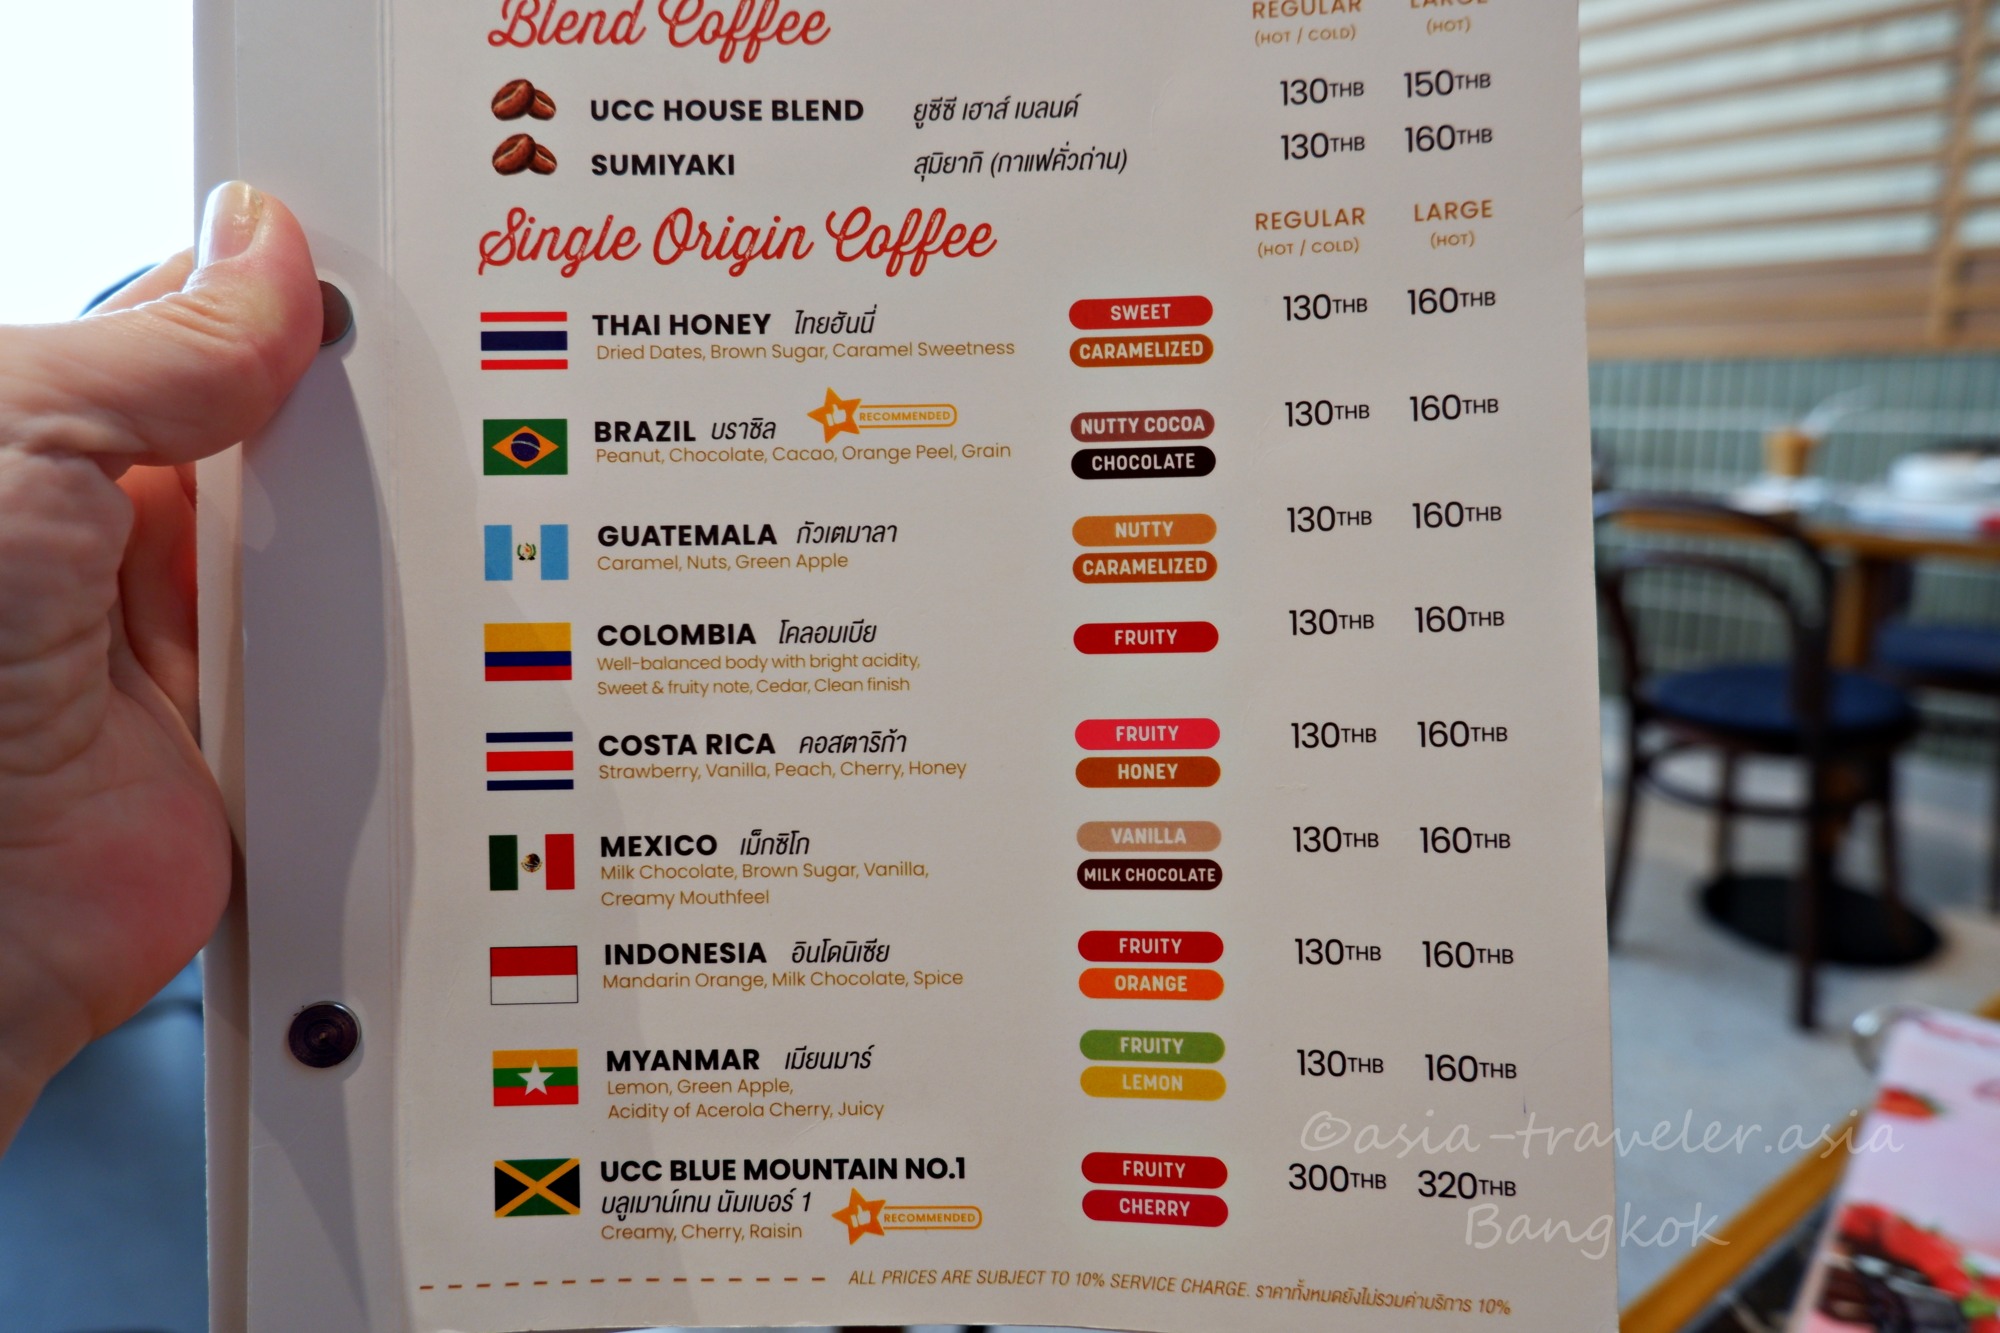 Blend Coffee
REGULAR LARGE
(HOT / COLD) (HOT)
UCC HOUSE BLEND ยูซีซี เฮาส์ เบลนด์ 130THB 150THB
SUMIYAKI สุมิยากิ (กาแฟคั่วถ่าน) 130THB 160THB
Single Origin Coffee
REGULAR LARGE
(HOT / COLD) (HOT)
THAI HONEY ไทยฮันนี่ SWEET 130THB 160THB
Dried Dates, Brown Sugar, Caramel Sweetness CARAMELIZED
RECOMMENDED
BRAZIL บราซิล NUTTY COCOA 130THB 160THB
Peanut, Chocolate, Cacao, Orange Peel, Grain CHOCOLATE
GUATEMALA กัวเตมาลา NUTTY 130THB 160THB
Caramel, Nuts, Green Apple CARAMELIZED
COLOMBIA โคลอมเบีย FRUITY 130THB 160THB
Well-balanced body with bright acidity,
Sweet & fruity note, Cedar, Clean finish
COSTA RICA คอสตาริก้า FRUITY 130THB 160THB
Strawberry, Vanilla, Peach, Cherry, Honey HONEY
MEXICO เม็กซิโก VANILLA 130THB 160THB
Milk Chocolate, Brown Sugar, Vanilla, MILK CHOCOLATE
Creamy Mouthfeel
INDONESIA อินโดนิเซีย FRUITY 130THB 160THB
Mandarin Orange, Milk Chocolate, Spice ORANGE
MYANMAR เมียนมาร์ FRUITY 130THB 160THB
Lemon, Green Apple, LEMON
Acidity of Acerola Cherry, Juicy
©asia-traveler.asia
UCC BLUE MOUNTAIN NO.1 FRUITY 300THB 320THB
บลูเมาน์เทน นัมเบอร์ 1 CHERRY
RECOMMENDED
Creamy, Cherry, Raisin
Bangkok
ALL PRICES ARE SUBJECT TO 10% SERVICE CHARGE. ราคาทั้งหมดยังไม่รวมค่าบริการ 10%